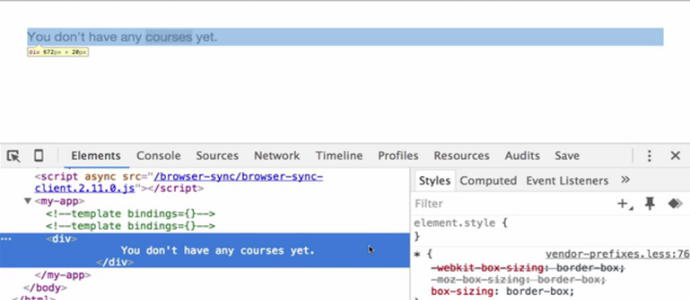 You don't have any courses yet.
div 672px × 20px
Elements Console Sources Network Timeline Profiles Resources Audits Save
<script async src="/browser-sync/browser-sync-
client.2.11.0.js"></script>
<my-app>
<!--template bindings={}-->
<!--template bindings={}-->
<div>
You don't have any courses yet.
</div>
</my-app>
</body>
</html>
Styles Computed Event Listeners »
Filter
element.style {
}
* { vendor-prefixes.less:76
-webkit-box-sizing: border-box;
-moz-box-sizing: border-box;
box-sizing: border-box;